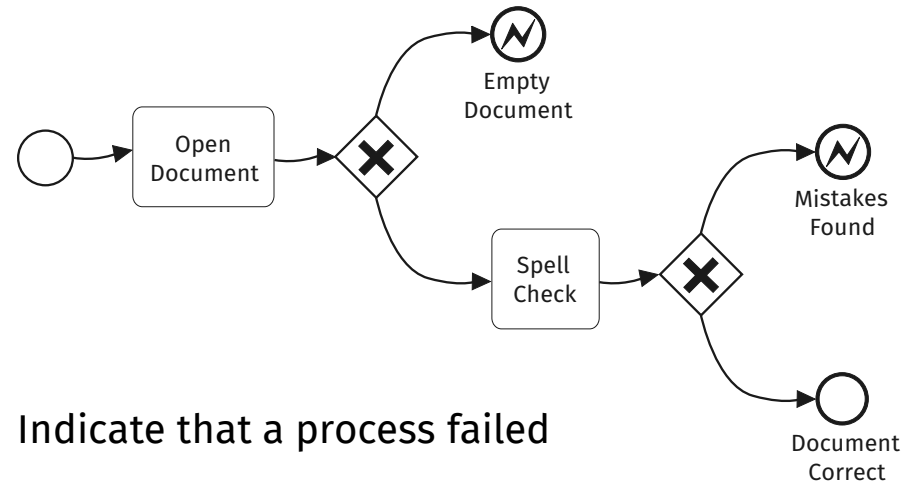 Empty
Document
Open
Document
Mistakes
Found
Spell
Check
Indicate that a process failed
Document
Correct